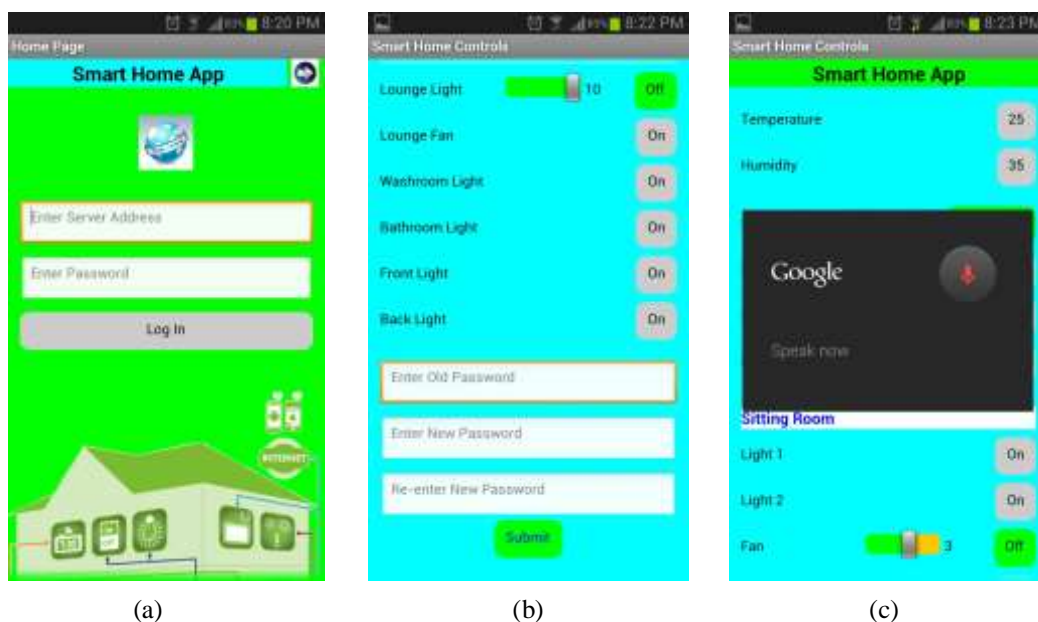 8:20 PM
Home Page
Smart Home App
Enter Server Address
Enter Password
Log In
INTERNET
(a)
8:22 PM
Smart Home Controls
Lounge Light 10 Off
Lounge Fan On
Washroom Light On
Bathroom Light On
Front Light On
Back Light On
Enter Old Password
Enter New Password
Re-enter New Password
Submit
(b)
8:23 PM
Smart Home Controls
Smart Home App
Temperature 25
Humidity 35
Google
Speak now
Sitting Room
Light 1 On
Light 2 On
Fan 3 Off
(c)